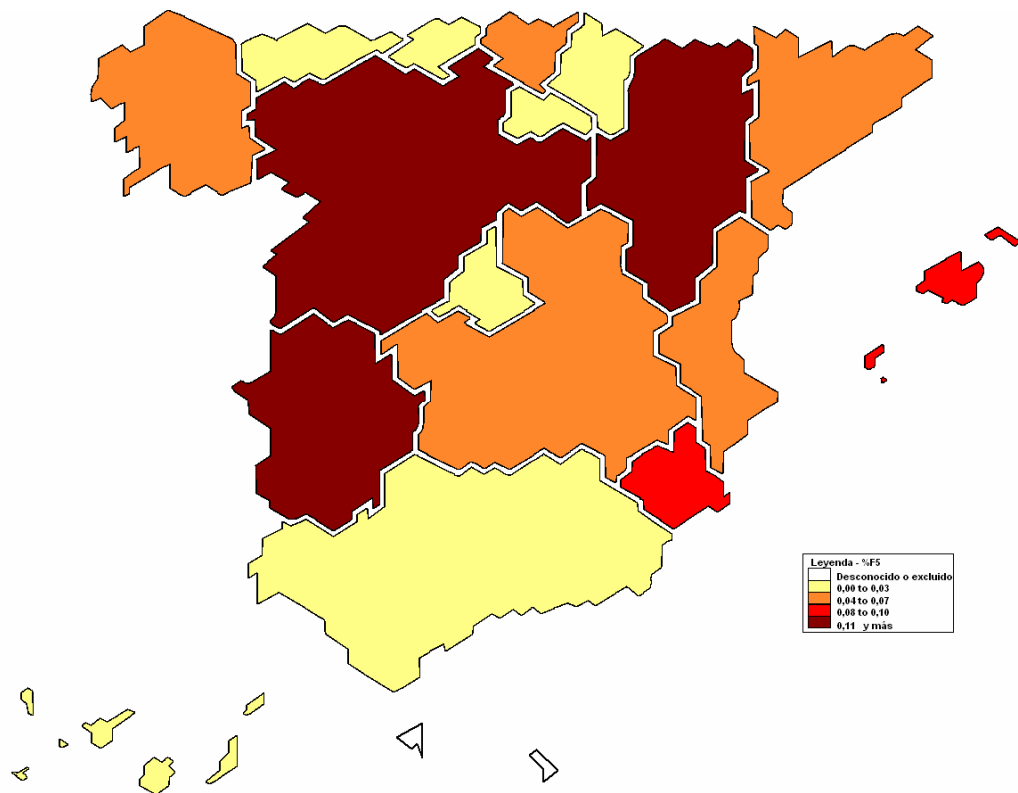 Leyenda - %F5
Desconocido o excluido
0,00 to 0,03
0,04 to 0,07
0,08 to 0,10
0,11 y más